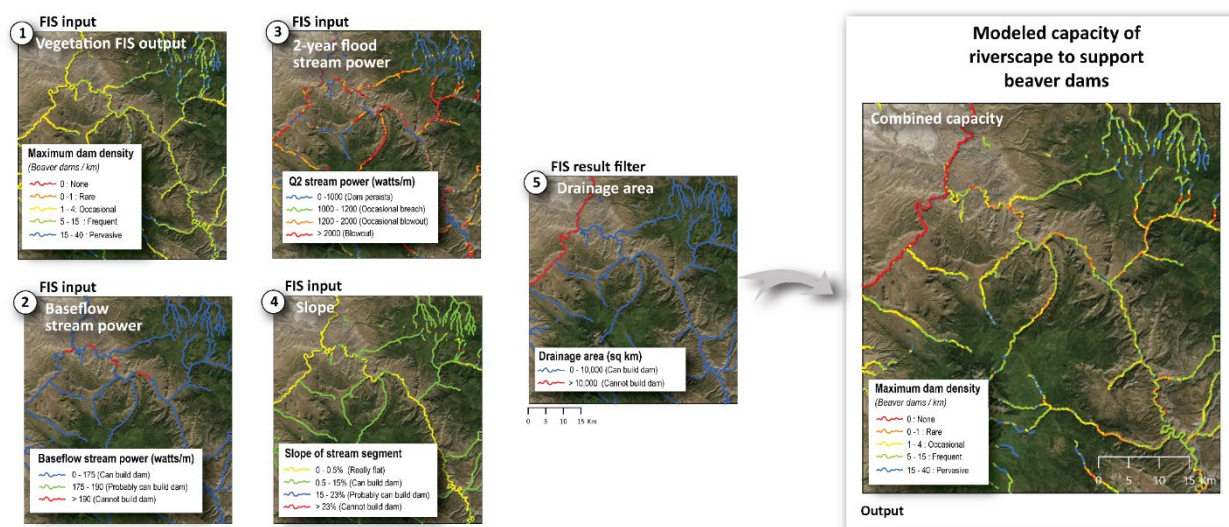 FIS input
1
Vegetation FIS output
Maximum dam density
(Beaver dams / km)
0 : None
0 -1 : Rare
1 - 4: Occasional
5 - 15 : Frequent
15 - 40 : Pervasive
FIS input
2
Baseflow
stream power
Baseflow stream power (watts/m)
0 - 175 (Can build dam)
175 - 190 (Probably can build dam)
> 190 (Cannot build dam)
FIS input
3
2-year flood
stream power
Q2 stream power (watts/m)
0 -1000 (Dam persists)
1000 - 1200 (Occasional breach)
1200 - 2000 (Occasional blowout)
> 2000 (Blowout)
FIS input
4
Slope
Slope of stream segment
0 - 0.5% (Really flat)
0.5 - 15% (Can build dam)
15 - 23% (Probably can build dam)
> 23% (Cannot build dam)
FIS result filter
5
Drainage area
Drainage area (sq km)
0 - 10,000 (Can build dam)
> 10,000 (Cannot build dam)
0 5 10 15 Km
Modeled capacity of
riverscape to support
beaver dams
Combined capacity
Maximum dam density
(Beaver dams / km)
0 : None
0 -1 : Rare
1 - 4 : Occasional
5 - 15 : Frequent
15 - 40 : Pervasive
km
0 5 10 15
Output